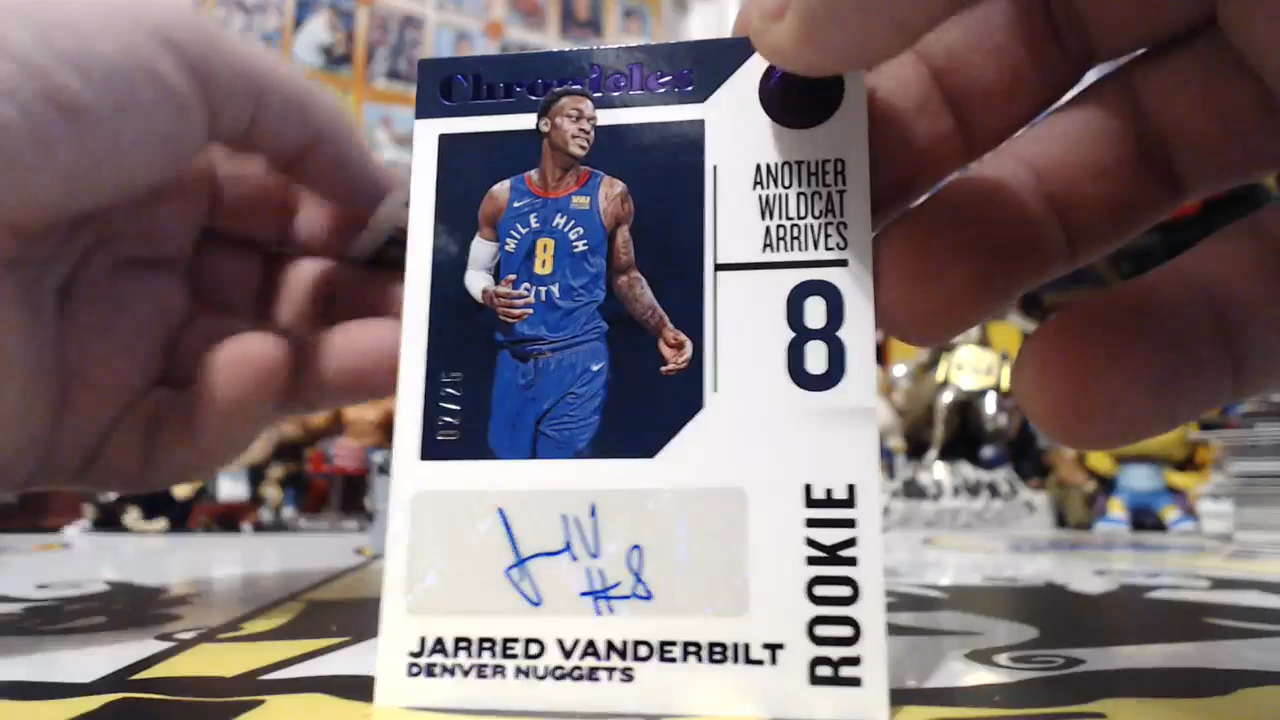 Chronicles
ANOTHER
WILDCAT
ARRIVES
8
MILE HIGH
8
CITY
02/25
ROOKIE
JARRED VANDERBILT
DENVER NUGGETS